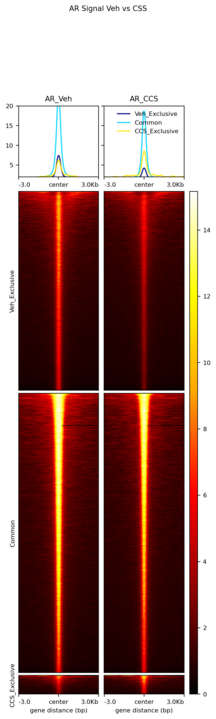 AR Signal Veh vs CSS
AR_Veh
AR_CCS
20
15
10
5
Veh_Exclusive
Common
CCS_Exclusive
-3.0
center
3.0Kb
-3.0
center
3.0Kb
Veh_Exclusive
Common
CCS_Exclusive
14
12
10
8
6
4
2
0
-3.0
center
3.0Kb
gene distance (bp)
-3.0
center
3.0Kb
gene distance (bp)